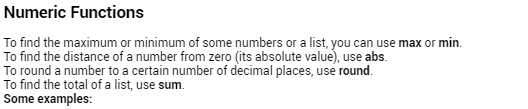 Numeric Functions
To find the maximum or minimum of some numbers or a list, you can use max or min.
To find the distance of a number from zero (its absolute value), use abs.
To round a number to a certain number of decimal places, use round.
To find the total of a list, use sum.
Some examples: